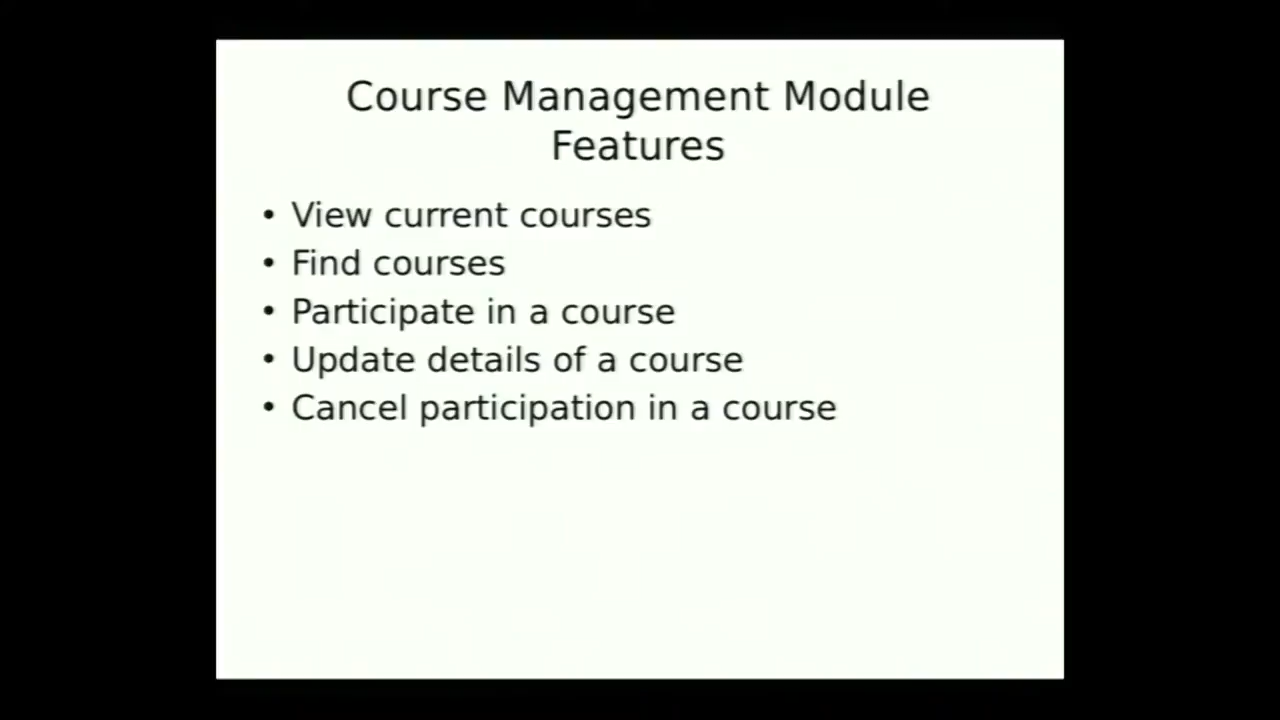 Course Management Module
Features
• View current courses
• Find courses
• Participate in a course
• Update details of a course
• Cancel participation in a course